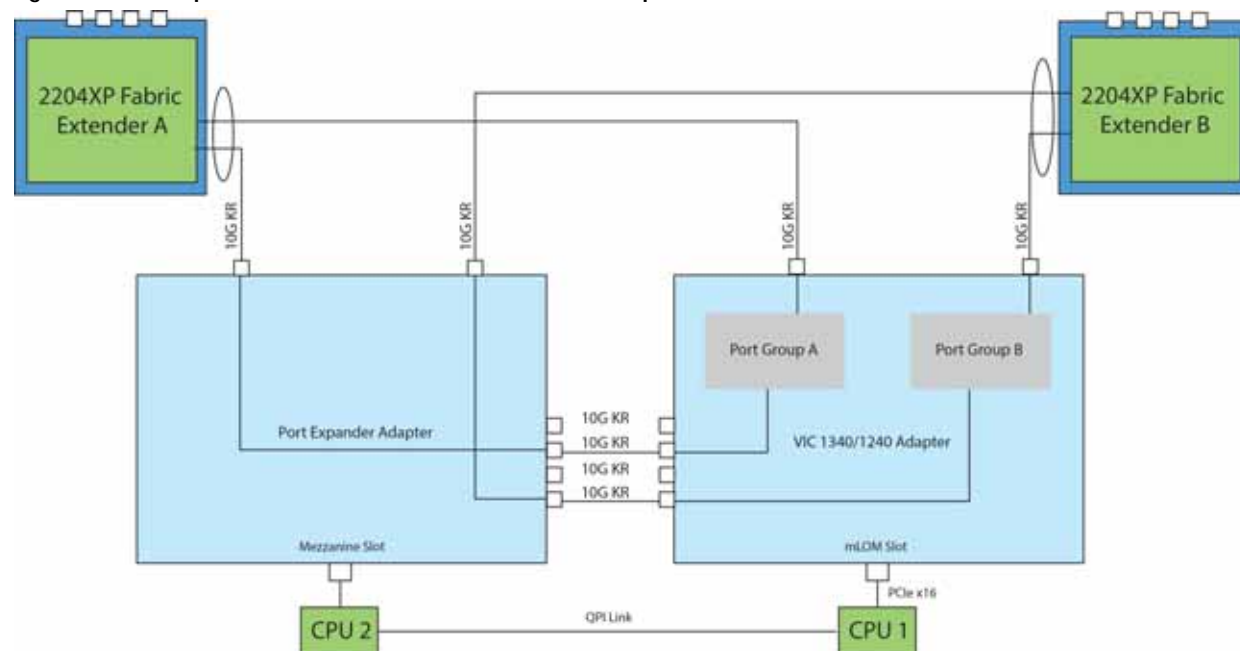 2204XP Fabric
Extender A
2204XP Fabric
Extender B
10G KR
10G KR
10G KR
10G KR
Port Group A
Port Group B
10G KR
10G KR
10G KR
10G KR
Port Expander Adapter
VIC 1340/1240 Adapter
Mezzanine Slot
mLOM Slot
PCIe x16
QPI Link
CPU 2
CPU 1